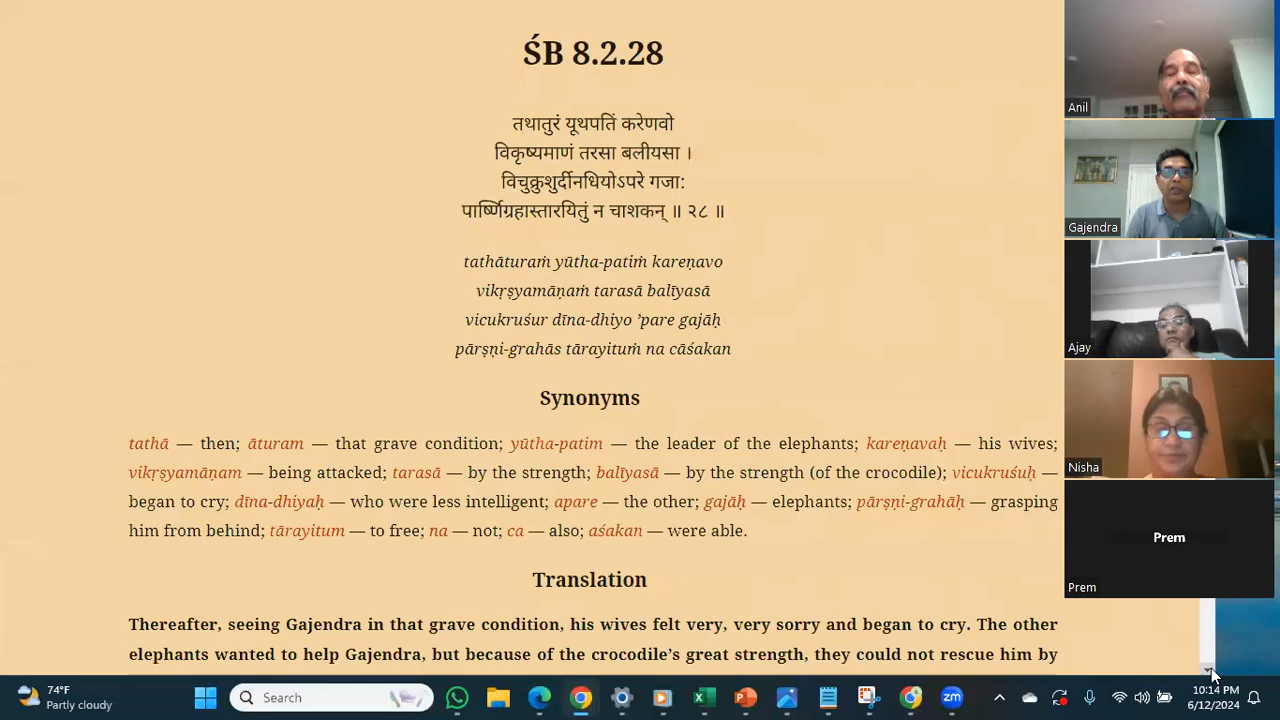 ŚB 8.2.28
तथातुरं यूथपतिं करेणवो
विकृष्यमाणं तरसा बलीयसा ।
विचुक्रुशुर्दीनधियोऽपरे गजा:
पार्ष्णिग्रहास्तारयितुं न चाशकन् ॥ २८ ॥
tathāturaṁ yūtha-patiṁ kareṇavo
vikṛṣyamāṇaṁ tarasā balīyasā
vicukruśur dīna-dhiyo ’pare gajāḥ
pārṣṇi-grahās tārayituṁ na cāśakan
Synonyms
tathā — then; āturam — that grave condition; yūtha-patim — the leader of the elephants; kareṇavaḥ — his wives;
vikṛṣyamāṇam — being attacked; tarasā — by the strength; balīyasā — by the strength (of the crocodile); vicukruśuḥ —
began to cry; dīna-dhiyaḥ — who were less intelligent; apare — the other; gajāḥ — elephants; pārṣṇi-grahāḥ — grasping
him from behind; tārayitum — to free; na — not; ca — also; aśakan — were able.
Translation
Thereafter, seeing Gajendra in that grave condition, his wives felt very, very sorry and began to cry. The other
elephants wanted to help Gajendra, but because of the crocodile’s great strength, they could not rescue him by
Anil
Gajendra
Ajay
Nisha
Prem
Prem
74°F
Partly cloudy
Search
zm
10:14 PM
6/12/2024